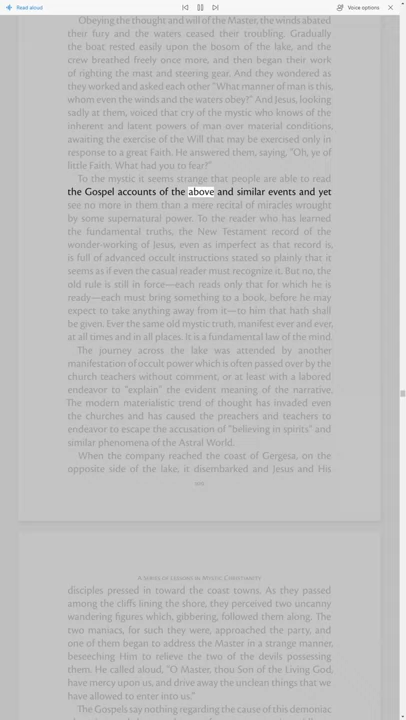 Read aloud
Voice options
Obeying the thought and will of the Master, the winds abated
their fury and the waters ceased their troubling. Gradually
the boat rested easily upon the bosom of the lake, and the
crew breathed freely once more, and then began their work
of righting the mast and steering gear. And they wondered as
they worked and asked each other "What manner of man is this,
whom even the winds and the waters obey?" And Jesus, looking
sadly at them, voiced that cry of the mystic who knows of the
inherent and latent powers of man over material conditions,
awaiting the exercise of the Will that may be exercised only in
response to a great Faith. He answered them, saying, "Oh, ye of
little Faith. What had you to fear?"
To the mystic it seems strange that people are able to read
the Gospel accounts of the above and similar events and yet
see no more in them than a mere recital of miracles wrought
by some supernatural power. To the reader who has learned
the fundamental truths, the New Testament record of the
wonder-working of Jesus, even as imperfect as that record is,
is full of advanced occult instructions stated so plainly that it
seems as if even the casual reader must recognize it. But no, the
old rule is still in force—each reads only that for which he is
ready—each must bring something to a book, before he may
expect to take anything away from it—to him that hath shall
be given. Ever the same old mystic truth, manifest ever and ever,
at all times and in all places. It is a fundamental law of the mind.
The journey across the lake was attended by another
manifestation of occult power which is often passed over by the
church teachers without comment, or at least with a labored
endeavor to "explain" the evident meaning of the narrative.
The modern materialistic trend of thought has invaded even
the churches and has caused the preachers and teachers to
endeavor to escape the accusation of "believing in spirits" and
similar phenomena of the Astral World.
When the company reached the coast of Gergesa, on the
opposite side of the lake, it disembarked and Jesus and His
A Series of Lessons in Mystic Christianity
disciples pressed in toward the coast towns. As they passed
among the cliffs lining the shore, they perceived two uncanny
wandering figures which, gibbering, followed them along. The
two maniacs, for such they were, approached the party, and
one of them began to address the Master in a strange manner,
beseeching Him to relieve the two of the devils possessing
them. He called aloud, "O Master, thou Son of the Living God,
have mercy upon us, and drive away the unclean things that we
have allowed to enter into us."
The Gospels say nothing regarding the cause of this demoniac